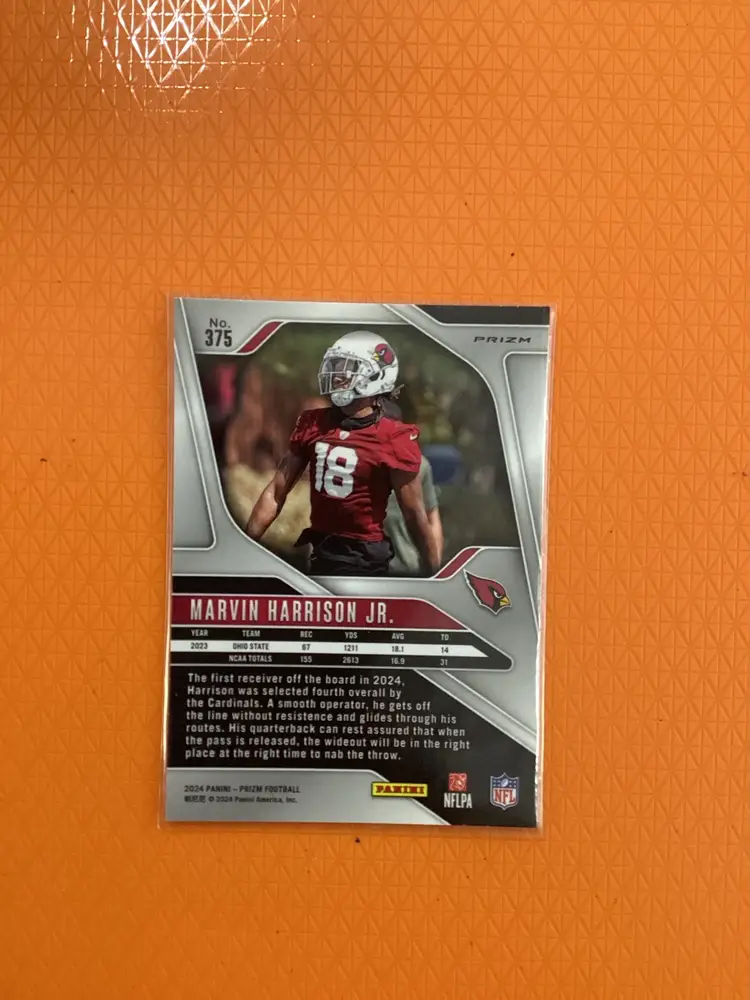 No.
375
PRIZM
18
MARVIN HARRISON JR.
YEAR TEAM REC YDS AVG TD
2023 OHIO STATE 67 1211 18.1 14
NCAA TOTALS 155 2613 16.9 31
The first receiver off the board in 2024,
Harrison was selected fourth overall by
the Cardinals. A smooth operator, he gets off
the line without resistence and glides through his
routes. His quarterback can rest assured that when
the pass is released, the wideout will be in the right
place at the right time to nab the throw.
2024 PANINI – PRIZM FOOTBALL
© 2024 Panini America, Inc.
PANINI
NFLPA
NFL